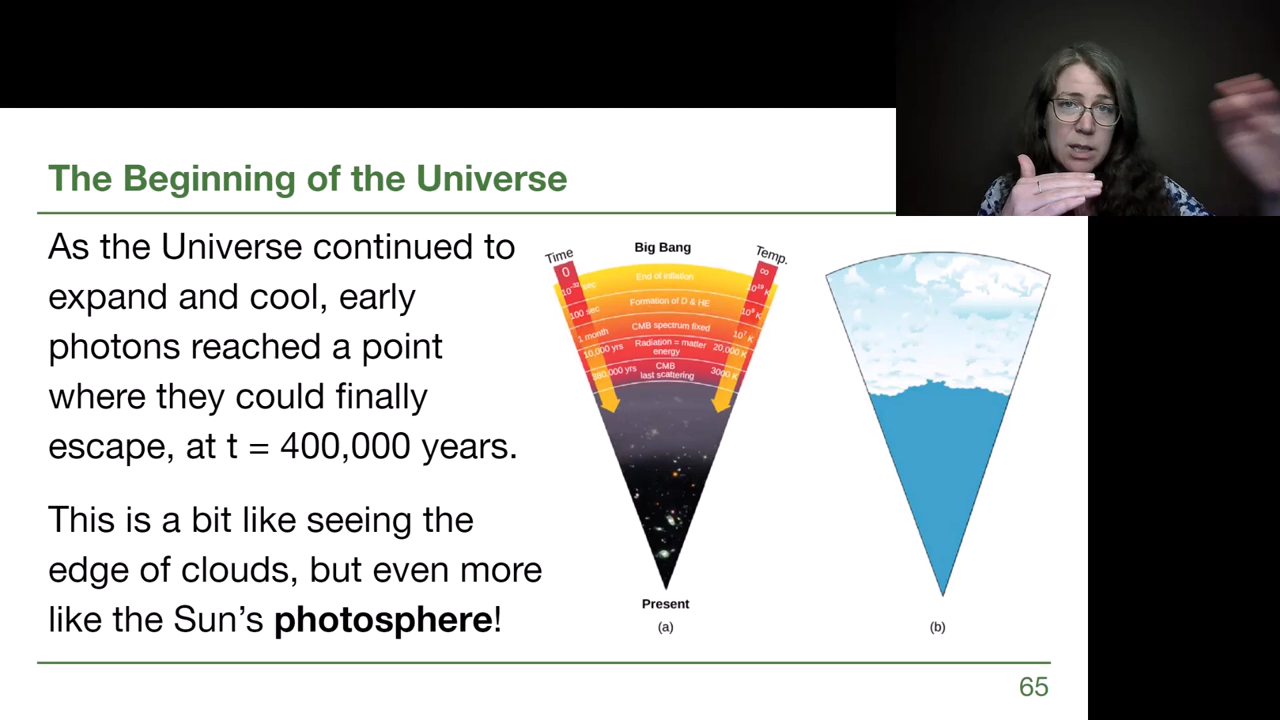 The Beginning of the Universe
As the Universe continued to
expand and cool, early
photons reached a point
where they could finally
escape, at t = 400,000 years.
This is a bit like seeing the
edge of clouds, but even more
like the Sun’s photosphere!
Big Bang
Time
Temp.
0
End of inflation
∞
10⁻³² sec
10¹⁹ K
Formation of D & HE
100 sec
10⁹ K
CMB spectrum fixed
1 month
10⁷ K
Radiation = matter
energy
10,000 yrs
20,000 K
CMB
last scattering
380,000 yrs
3000 K
Present
(a)
(b)
65